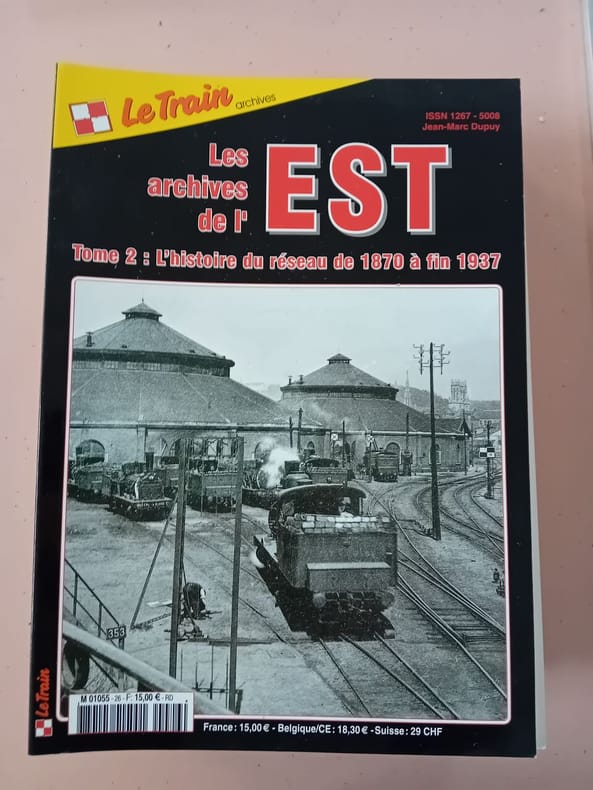 Le Train archives
ISSN 1267 - 5008
Jean-Marc Dupuy
Les
archives
de l'
EST
Tome 2 : L'histoire du réseau de 1870 à fin 1937
353
Le Train
M 01055 - 26 - F: 15,00 € - RD
France : 15,00 € - Belgique/CE : 18,30 € - Suisse : 29 CHF